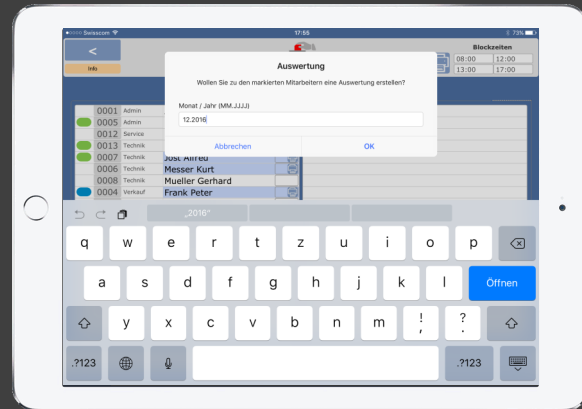 Swisscom
17:55
73%
<
Info
Blockzeiten
08:00 12:00
13:00 17:00
Auswertung
Wollen Sie zu den markierten Mitarbeitern eine Auswertung erstellen?
Monat / Jahr (MM.JJJJ)
12.2016
Abbrechen OK
0001 Admin
0005 Admin
0012 Service
0013 Technik
0007 Technik Jost Alfred
0006 Technik Messer Kurt
0008 Technik Mueller Gerhard
0004 Verkauf Frank Peter
„2016“
q w e r t z u i o p
a s d f g h j k l Öffnen
y x c v b n m ! , ? .
.?123 .?123